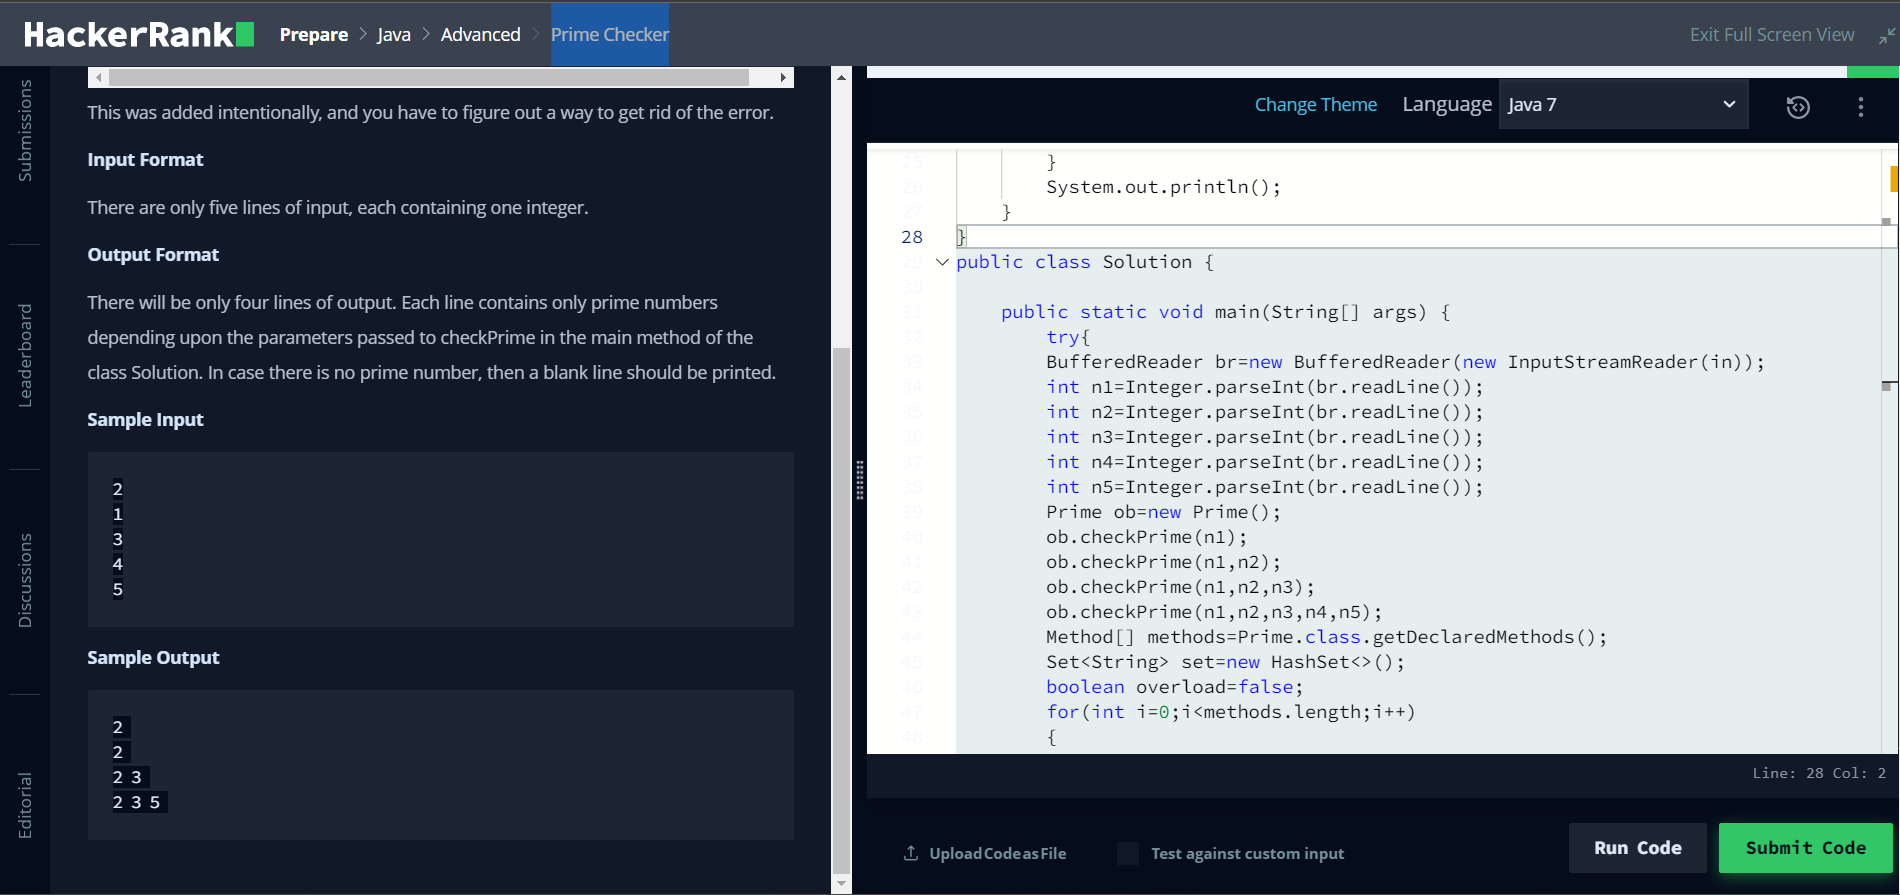 HackerRank Prepare > Java > Advanced > Prime Checker Exit Full Screen View
Submissions
Leaderboard
Discussions
Editorial
This was added intentionally, and you have to figure out a way to get rid of the error.
Input Format
There are only five lines of input, each containing one integer.
Output Format
There will be only four lines of output. Each line contains only prime numbers
depending upon the parameters passed to checkPrime in the main method of the
class Solution. In case there is no prime number, then a blank line should be printed.
Sample Input
2
1
3
4
5
Sample Output
2
2
2 3
2 3 5
Change Theme Language Java 7
25 }
26 System.out.println();
27 }
28 }
29 public class Solution {
30
31 public static void main(String[] args) {
32 try{
33 BufferedReader br=new BufferedReader(new InputStreamReader(in));
34 int n1=Integer.parseInt(br.readLine());
35 int n2=Integer.parseInt(br.readLine());
36 int n3=Integer.parseInt(br.readLine());
37 int n4=Integer.parseInt(br.readLine());
38 int n5=Integer.parseInt(br.readLine());
39 Prime ob=new Prime();
40 ob.checkPrime(n1);
41 ob.checkPrime(n1,n2);
42 ob.checkPrime(n1,n2,n3);
43 ob.checkPrime(n1,n2,n3,n4,n5);
44 Method[] methods=Prime.class.getDeclaredMethods();
45 Set<String> set=new HashSet<>();
46 boolean overload=false;
47 for(int i=0;i<methods.length;i++)
48 {
Line: 28 Col: 2
Upload Code as File Test against custom input Run Code Submit Code